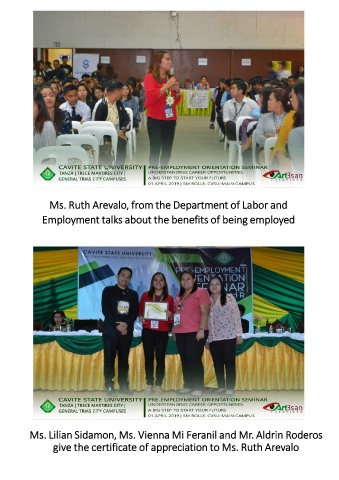 CAVITE STATE UNIVERSITY
TANZA | TRECE MARTIRES CITY |
GENERAL TRIAS CITY CAMPUSES
PRE-EMPLOYMENT ORIENTATION SEMINAR
UNDERSTANDING CAREER OPPORTUNITIES:
A BIG STEP TO START YOUR FUTURE
01 APRIL 2019 | SM ROLLE, CVSU-MAIN CAMPUS
Ms. Ruth Arevalo, from the Department of Labor and
Employment talks about the benefits of being employed
CAVITE STATE UNIVERSITY
PRE-EMPLOYMENT
CAVITE STATE UNIVERSITY
TANZA | TRECE MARTIRES CITY |
GENERAL TRIAS CITY CAMPUSES
PRE-EMPLOYMENT ORIENTATION SEMINAR
UNDERSTANDING CAREER OPPORTUNITIES:
A BIG STEP TO START YOUR FUTURE
01 APRIL 2019 | SM ROLLE, CVSU-MAIN CAMPUS
Ms. Lilian Sidamon, Ms. Vienna Mi Feranil and Mr. Aldrin Roderos
give the certificate of appreciation to Ms. Ruth Arevalo